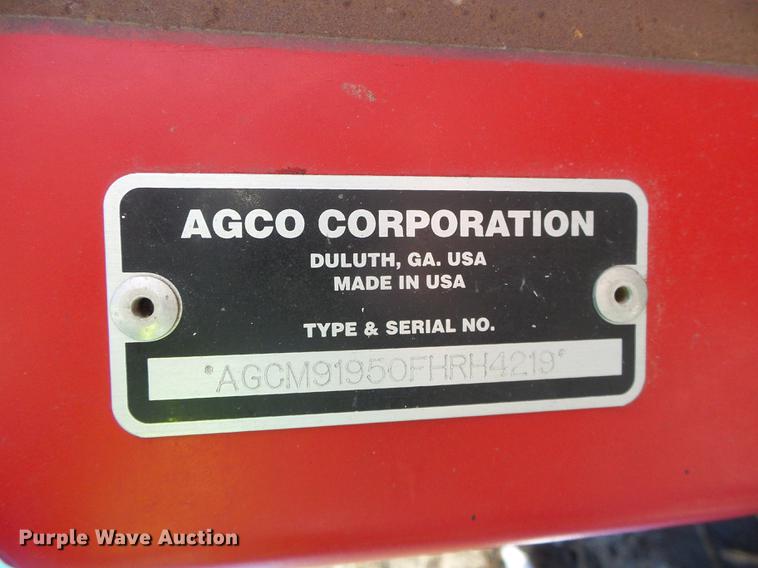 AGCO CORPORATION
DULUTH, GA. USA
MADE IN USA
TYPE & SERIAL NO.
*AGCM91950FHRH4219*
Purple Wave Auction